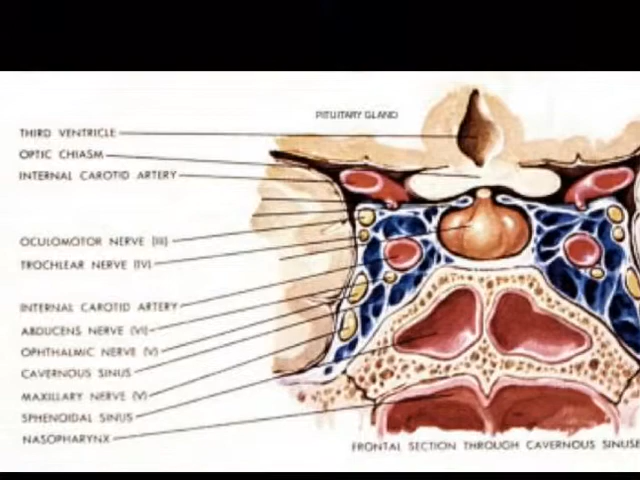 PITUITARY GLAND
THIRD VENTRICLE
OPTIC CHIASM
INTERNAL CAROTID ARTERY
OCULOMOTOR NERVE (III)
TROCHLEAR NERVE (IV)
INTERNAL CAROTID ARTERY
ABDUCENS NERVE (VI)
OPHTHALMIC NERVE (V)
CAVERNOUS SINUS
MAXILLARY NERVE (V)
SPHENOIDAL SINUS
NASOPHARYNX
FRONTAL SECTION THROUGH CAVERNOUS SINUSE